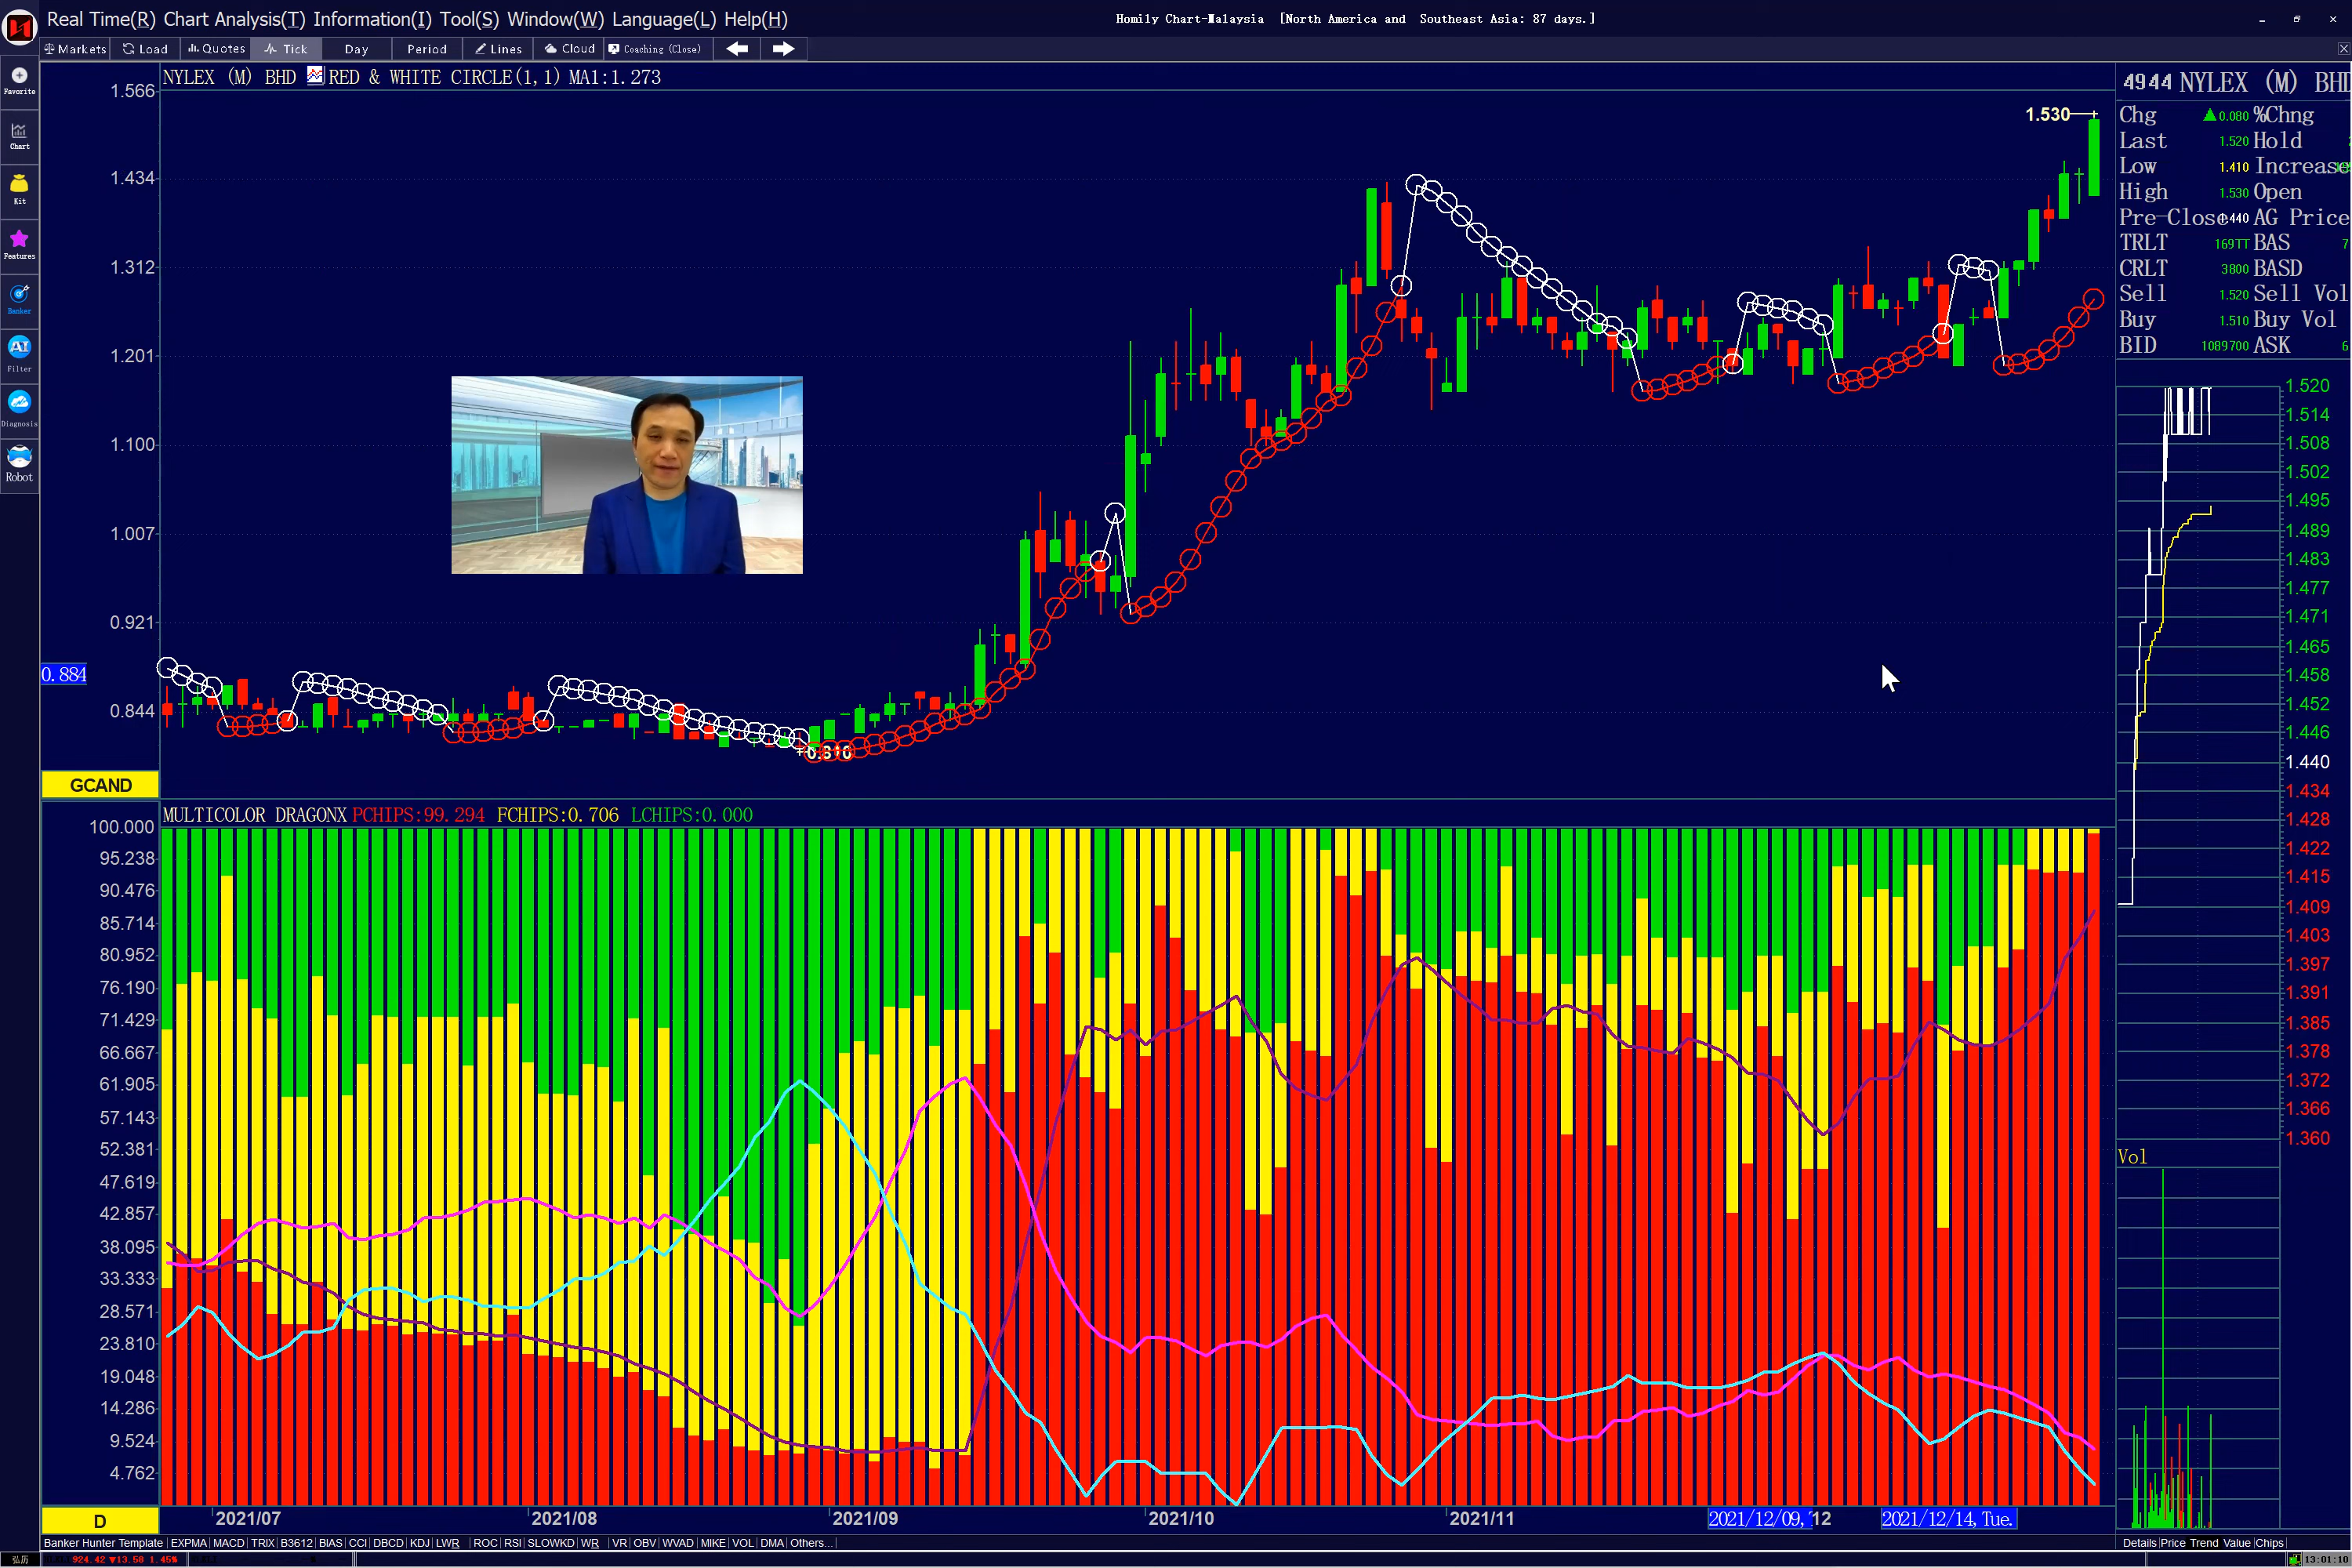 Real Time(R) Chart Analysis(T) Information(I) Tool(S) Window(W) Language(L) Help(H)
Homily Chart-Malaysia [North America and Southeast Asia: 87 days.]
Markets Load Quotes Tick Day Period Lines Cloud Coaching (Close)
Favorite
Chart
Kit
Features
Banker
AI
Filter
Diagnosis
Robot
NYLEX (M) BHD RED & WHITE CIRCLE(1,1) MA1:1.273
1.566
1.434
1.312
1.201
1.100
1.007
0.921
0.884
0.844
1.530
GCAND
MULTICOLOR DRAGONX PCHIPS:99.294 FCHIPS:0.706 LCHIPS:0.000
100.000
95.238
90.476
85.714
80.952
76.190
71.429
66.667
61.905
57.143
52.381
47.619
42.857
38.095
33.333
28.571
23.810
19.048
14.286
9.524
4.762
D
2021/07 2021/08 2021/09 2021/10 2021/11 2021/12/09, 12 2021/12/14, Tue.
Banker Hunter Template EXPMA MACD TRIX B3612 BIAS CCI DBCD KDJ LWR ROC RSI SLOWKD WR VR OBV WVAD MIKE VOL DMA Others...
弘历 924.42 ▼13.58 1.45%
4944 NYLEX (M) BHD
Chg ▲0.080 %Chng
Last 1.520 Hold
Low 1.410 Increase
High 1.530 Open
Pre-Close 1.440 AG Price
TRLT 169TT BAS 7
CRLT 3800 BASD
Sell 1.520 Sell Vol
Buy 1.510 Buy Vol
BID 1089700 ASK 6
1.520
1.514
1.508
1.502
1.495
1.489
1.483
1.477
1.471
1.465
1.458
1.452
1.446
1.440
1.434
1.428
1.422
1.415
1.409
1.403
1.397
1.391
1.385
1.378
1.372
1.366
1.360
Vol
Details Price Trend Value Chips
13:01:10